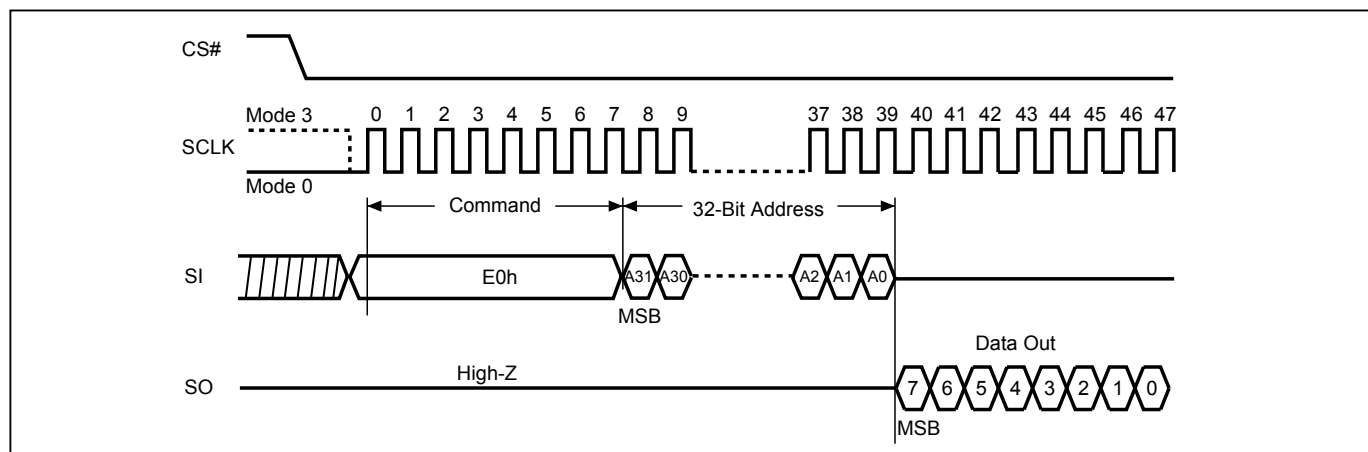 CS#
Mode 3
0 1 2 3 4 5 6 7 8 9 37 38 39 40 41 42 43 44 45 46 47
SCLK
Mode 0
Command
32-Bit Address
SI
E0h
A31 A30 A2 A1 A0
MSB
Data Out
High-Z
SO
7 6 5 4 3 2 1 0
MSB